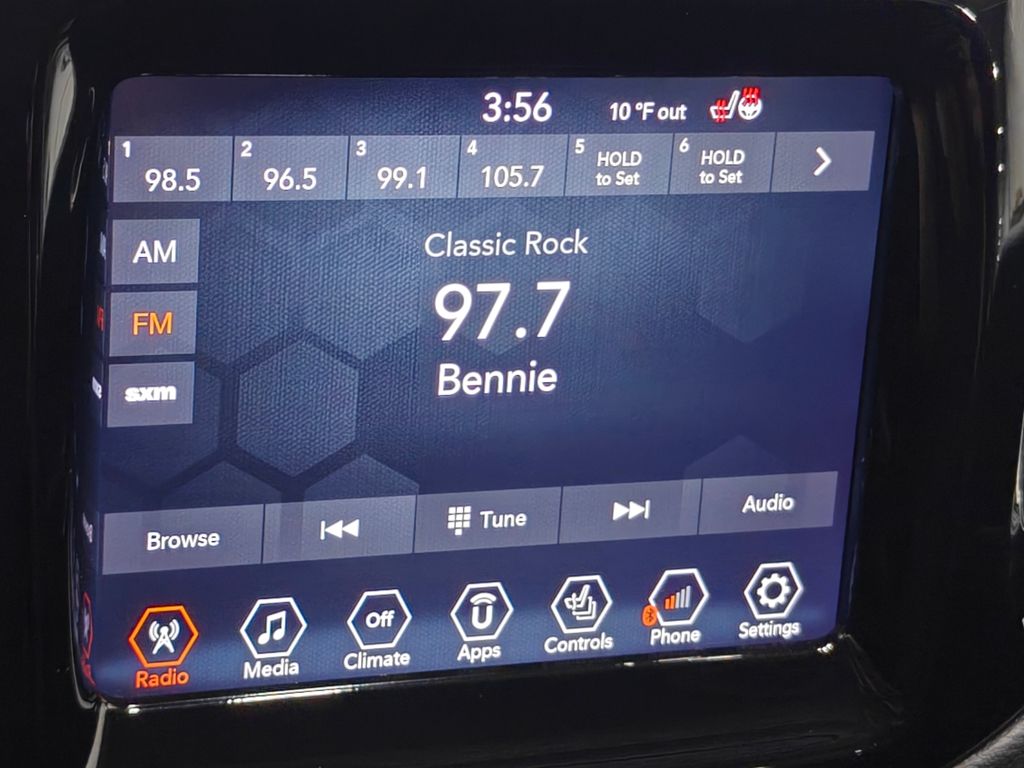 3:56 10 °F out
1 98.5
2 96.5
3 99.1
4 105.7
5 HOLD
to Set
6 HOLD
to Set
AM
FM
sxm
Classic Rock
97.7
Bennie
Browse
Tune
Audio
Radio
Media
Off
Climate
U
Apps
Controls
Phone
Settings